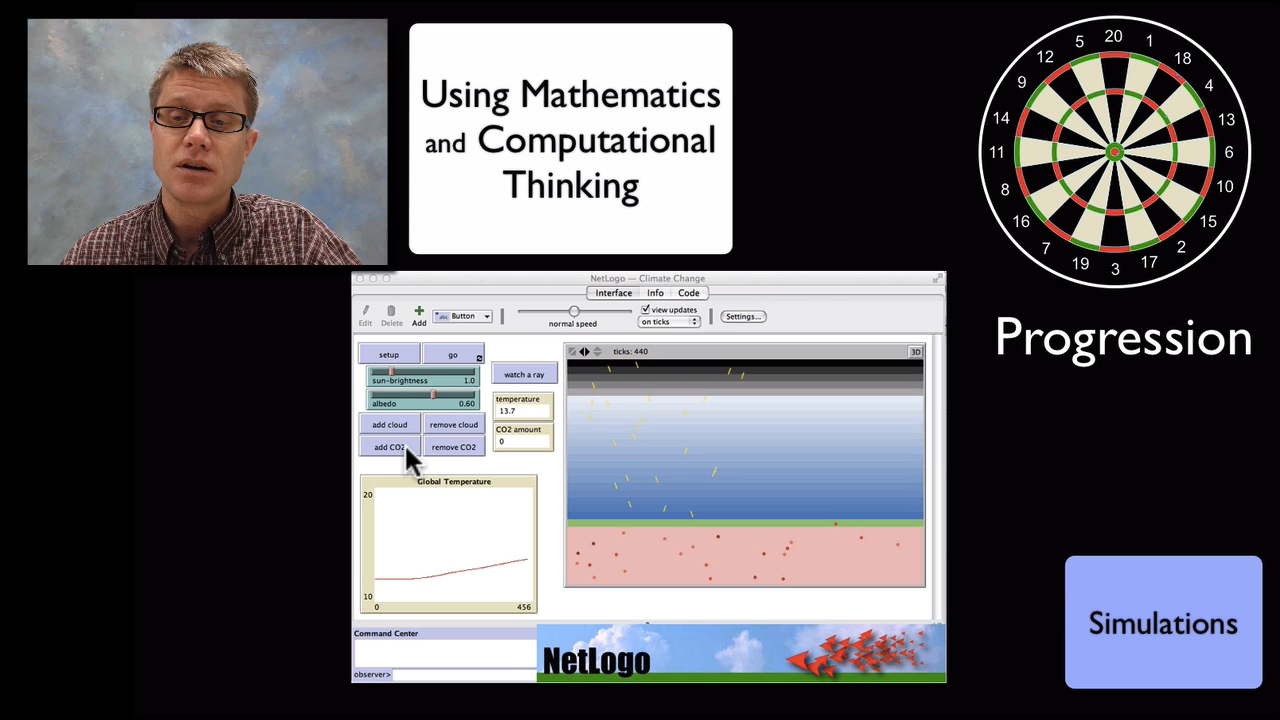 Using Mathematics
and Computational
Thinking
20
1
18
4
13
6
10
15
2
17
3
19
7
16
8
11
14
9
12
5
Progression
NetLogo — Climate Change
Interface Info Code
Edit Delete Add Button normal speed view updates on ticks Settings...
setup go
sun-brightness 1.0
albedo 0.60
add cloud remove cloud
add CO2 remove CO2
watch a ray
temperature
13.7
CO2 amount
0
ticks: 440 3D
Global Temperature
20
10
0 456
Command Center
observer>
NetLogo
Simulations